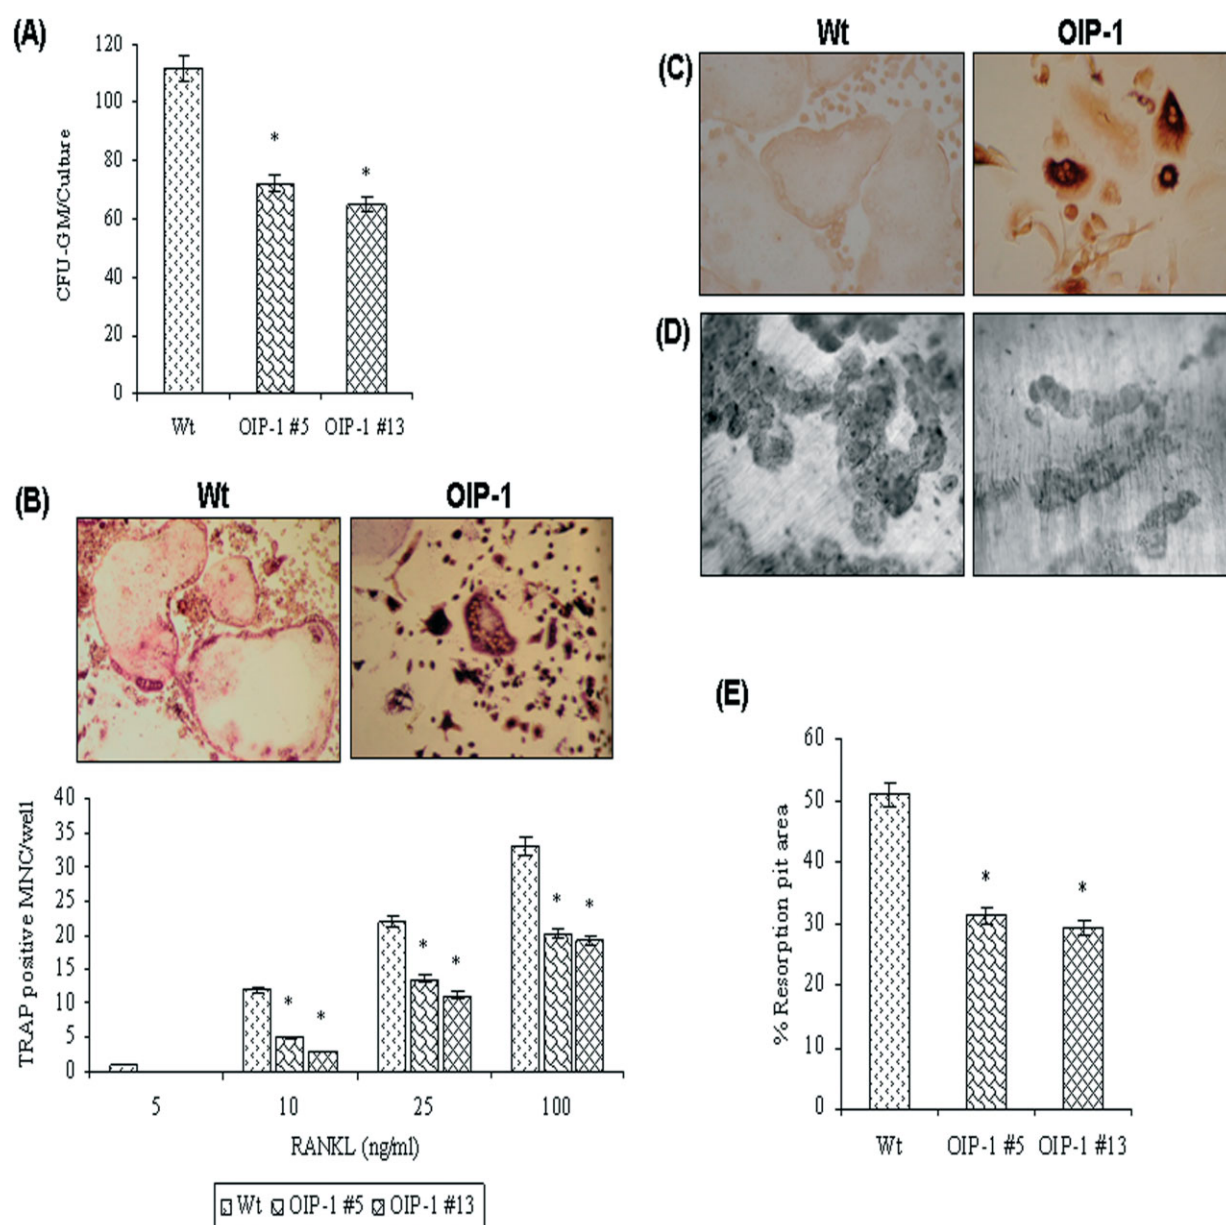 (A)
120
100
80
60
40
20
0
CFU-GM/Culture
*
*
Wt
OIP-1 #5
OIP-1 #13
(B)
Wt
OIP-1
40
35
30
25
20
15
10
5
0
TRAP positive MNC/well
* *
* *
* *
5
10
25
100
RANKL (ng/ml)
Wt OIP-1 #5 OIP-1 #13
Wt
OIP-1
(C)
(D)
(E)
60
50
40
30
20
10
0
% Resorption pit area
*
*
Wt
OIP-1 #5
OIP-1 #13